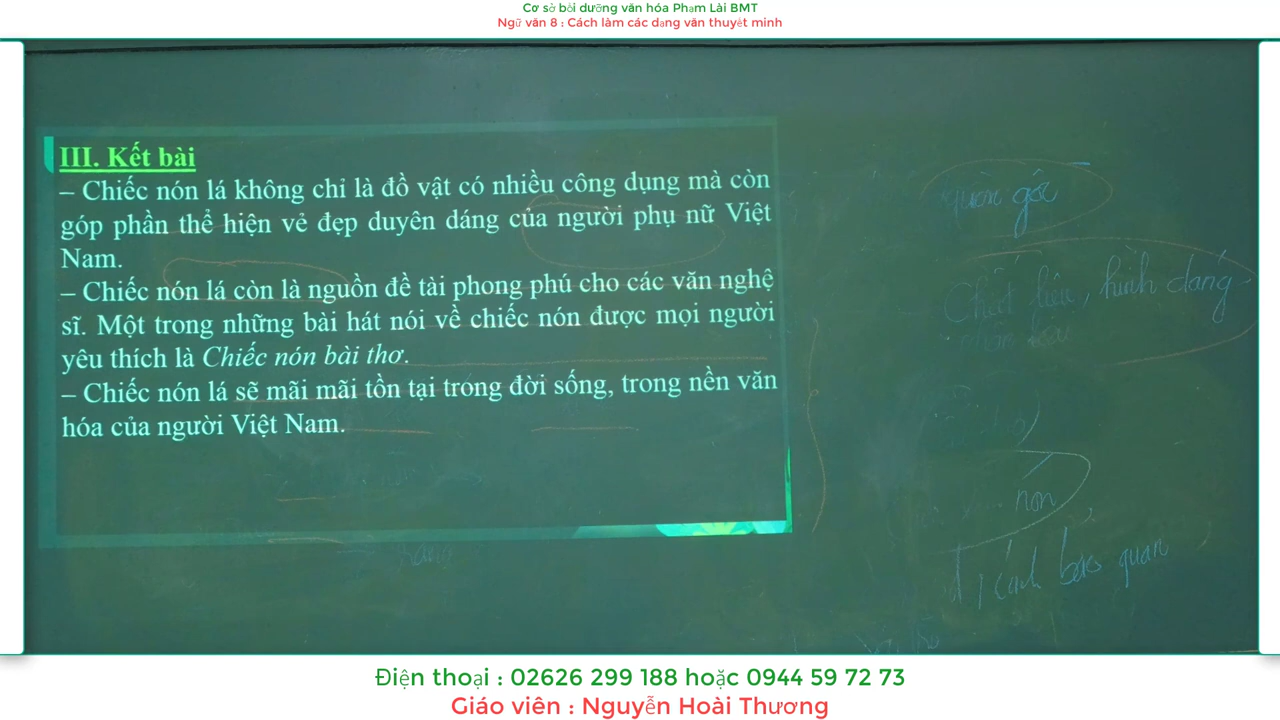 Cơ sở bồi dưỡng văn hóa Phạm Lài BMT
Ngữ văn 8 : Cách làm các dạng văn thuyết minh
III. Kết bài
– Chiếc nón lá không chỉ là đồ vật có nhiều công dụng mà còn
góp phần thể hiện vẻ đẹp duyên dáng của người phụ nữ Việt
Nam.
– Chiếc nón lá còn là nguồn đề tài phong phú cho các văn nghệ
sĩ. Một trong những bài hát nói về chiếc nón được mọi người
yêu thích là Chiếc nón bài thơ.
– Chiếc nón lá sẽ mãi mãi tồn tại trong đời sống, trong nền văn
hóa của người Việt Nam.
gốc
Chất liệu, hình dáng
nón
cách bảo quản
Điện thoại : 02626 299 188 hoặc 0944 59 72 73
Giáo viên : Nguyễn Hoài Thương